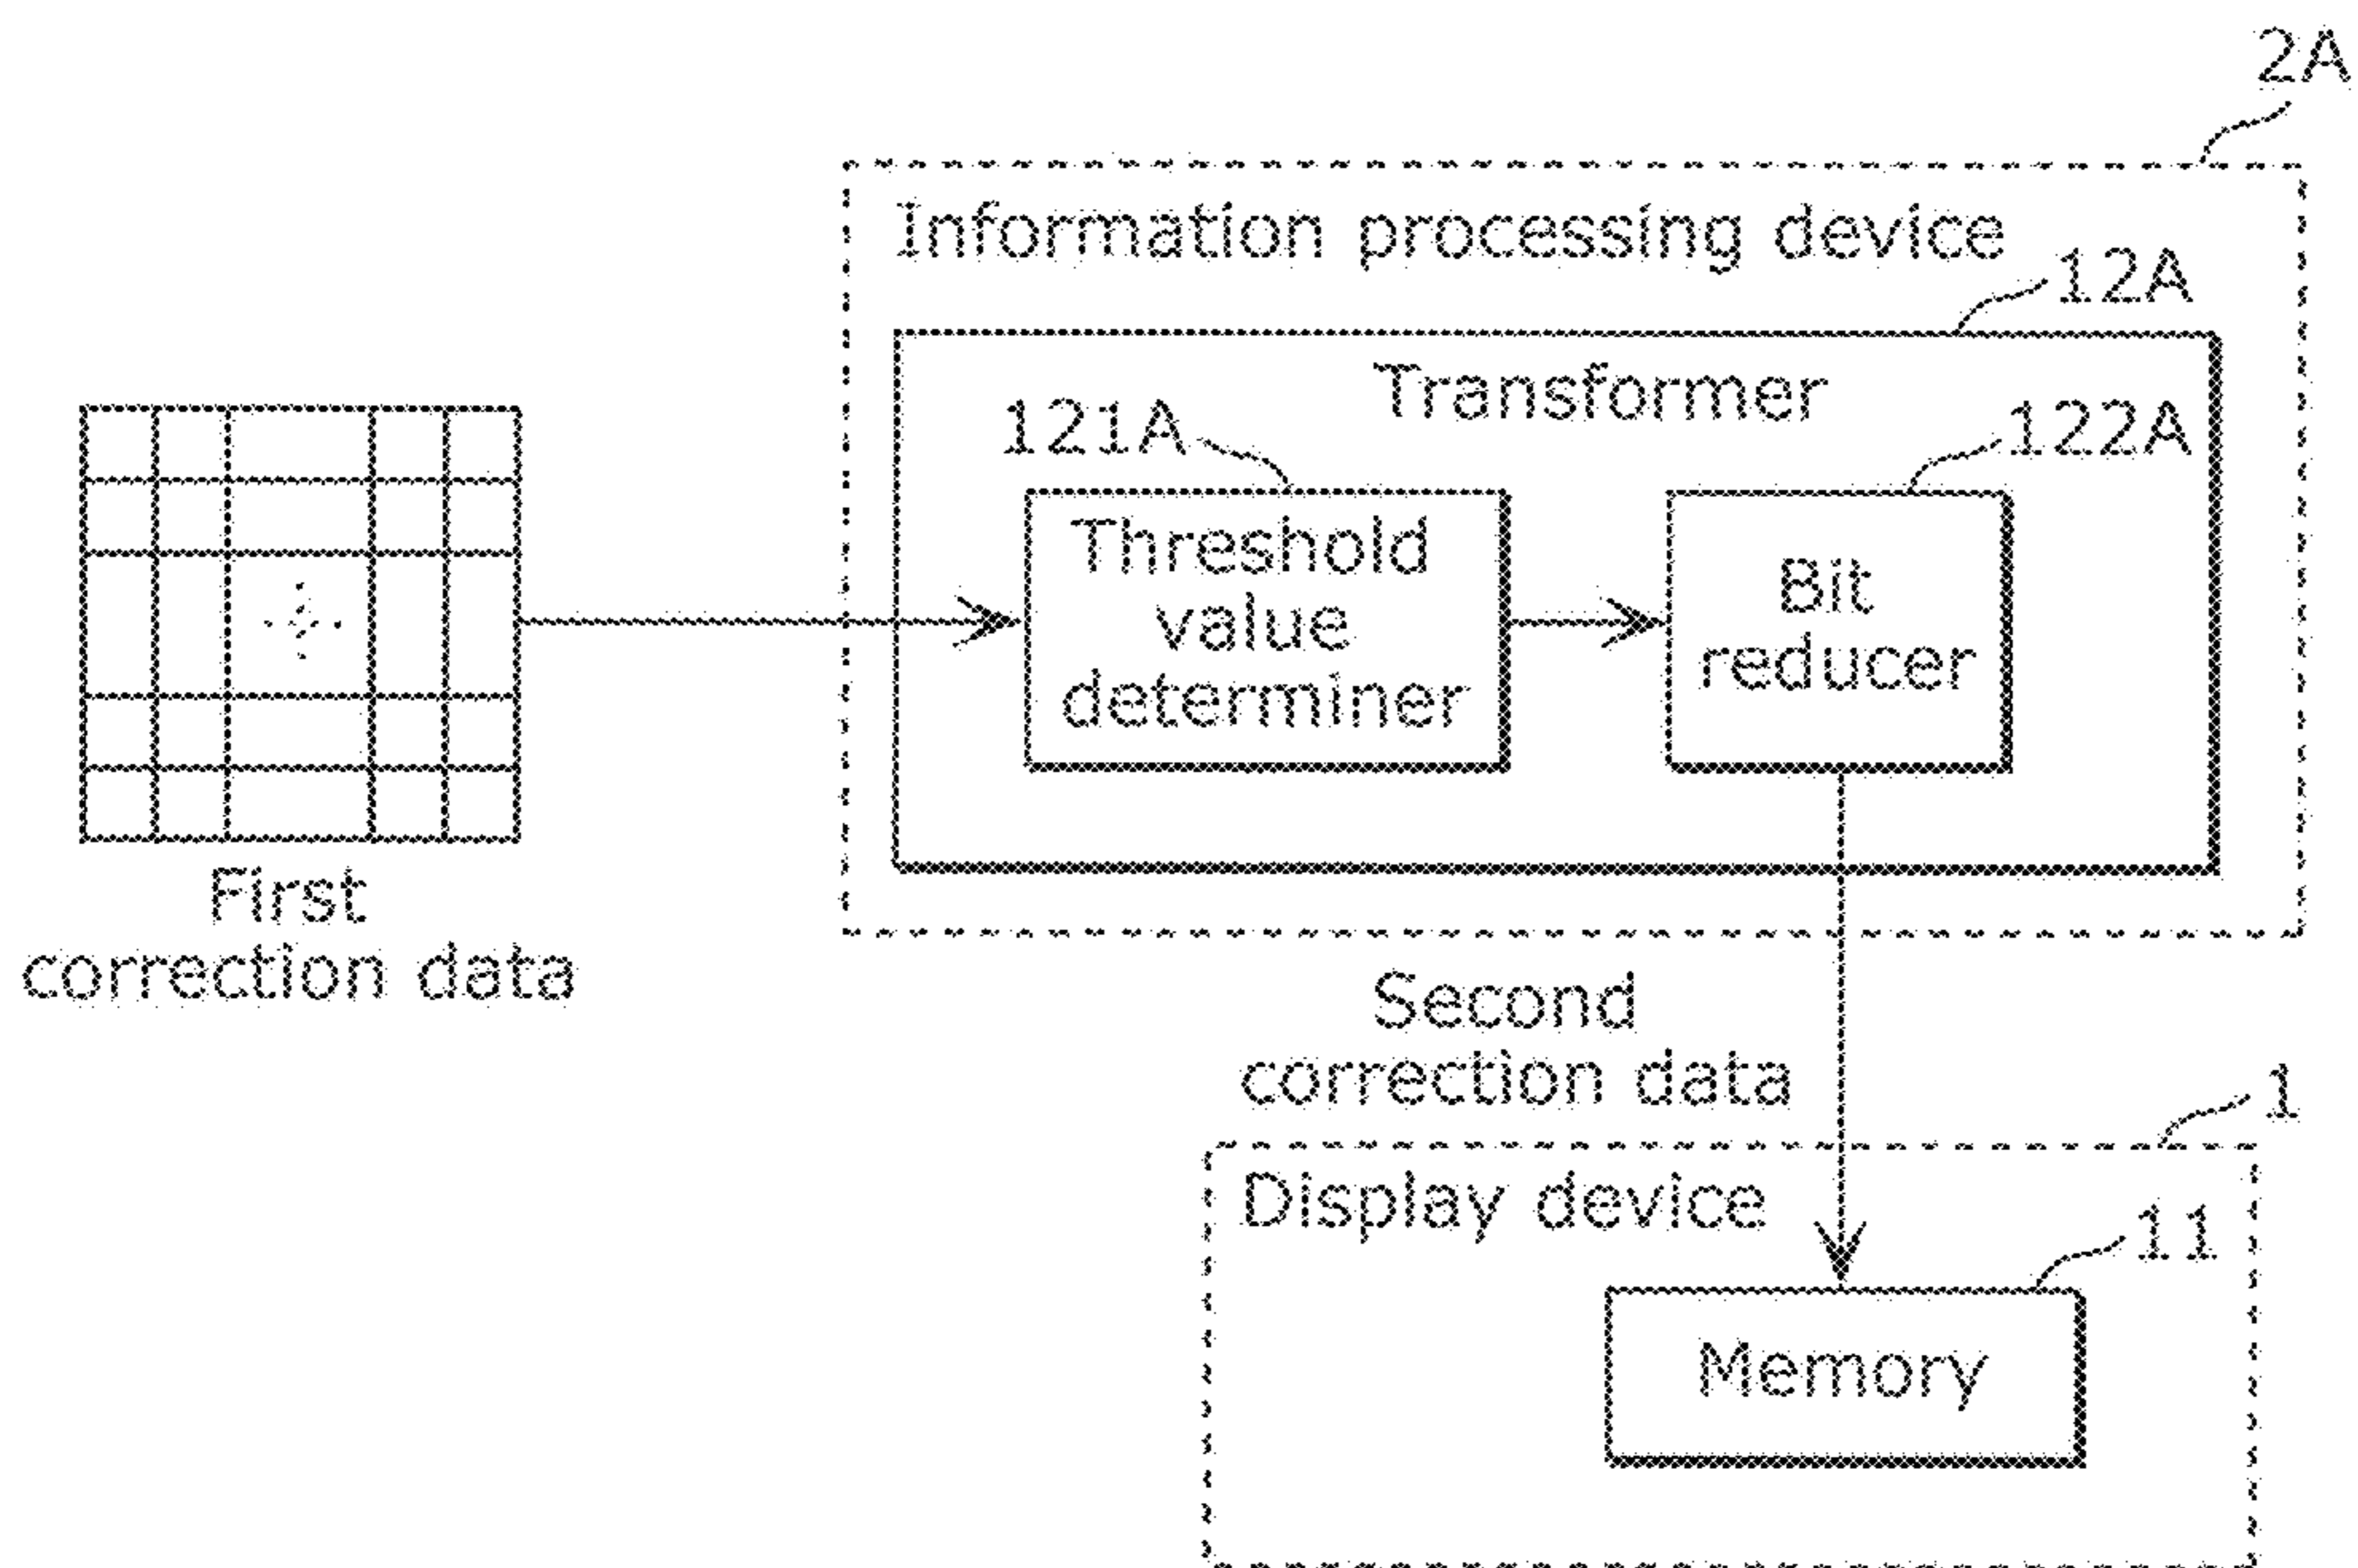 2A
Information processing device
12A
Transformer
121A
122A
Threshold
value
determiner
Bit
reducer
First
correction data
Second
correction data
1
Display device
11
Memory